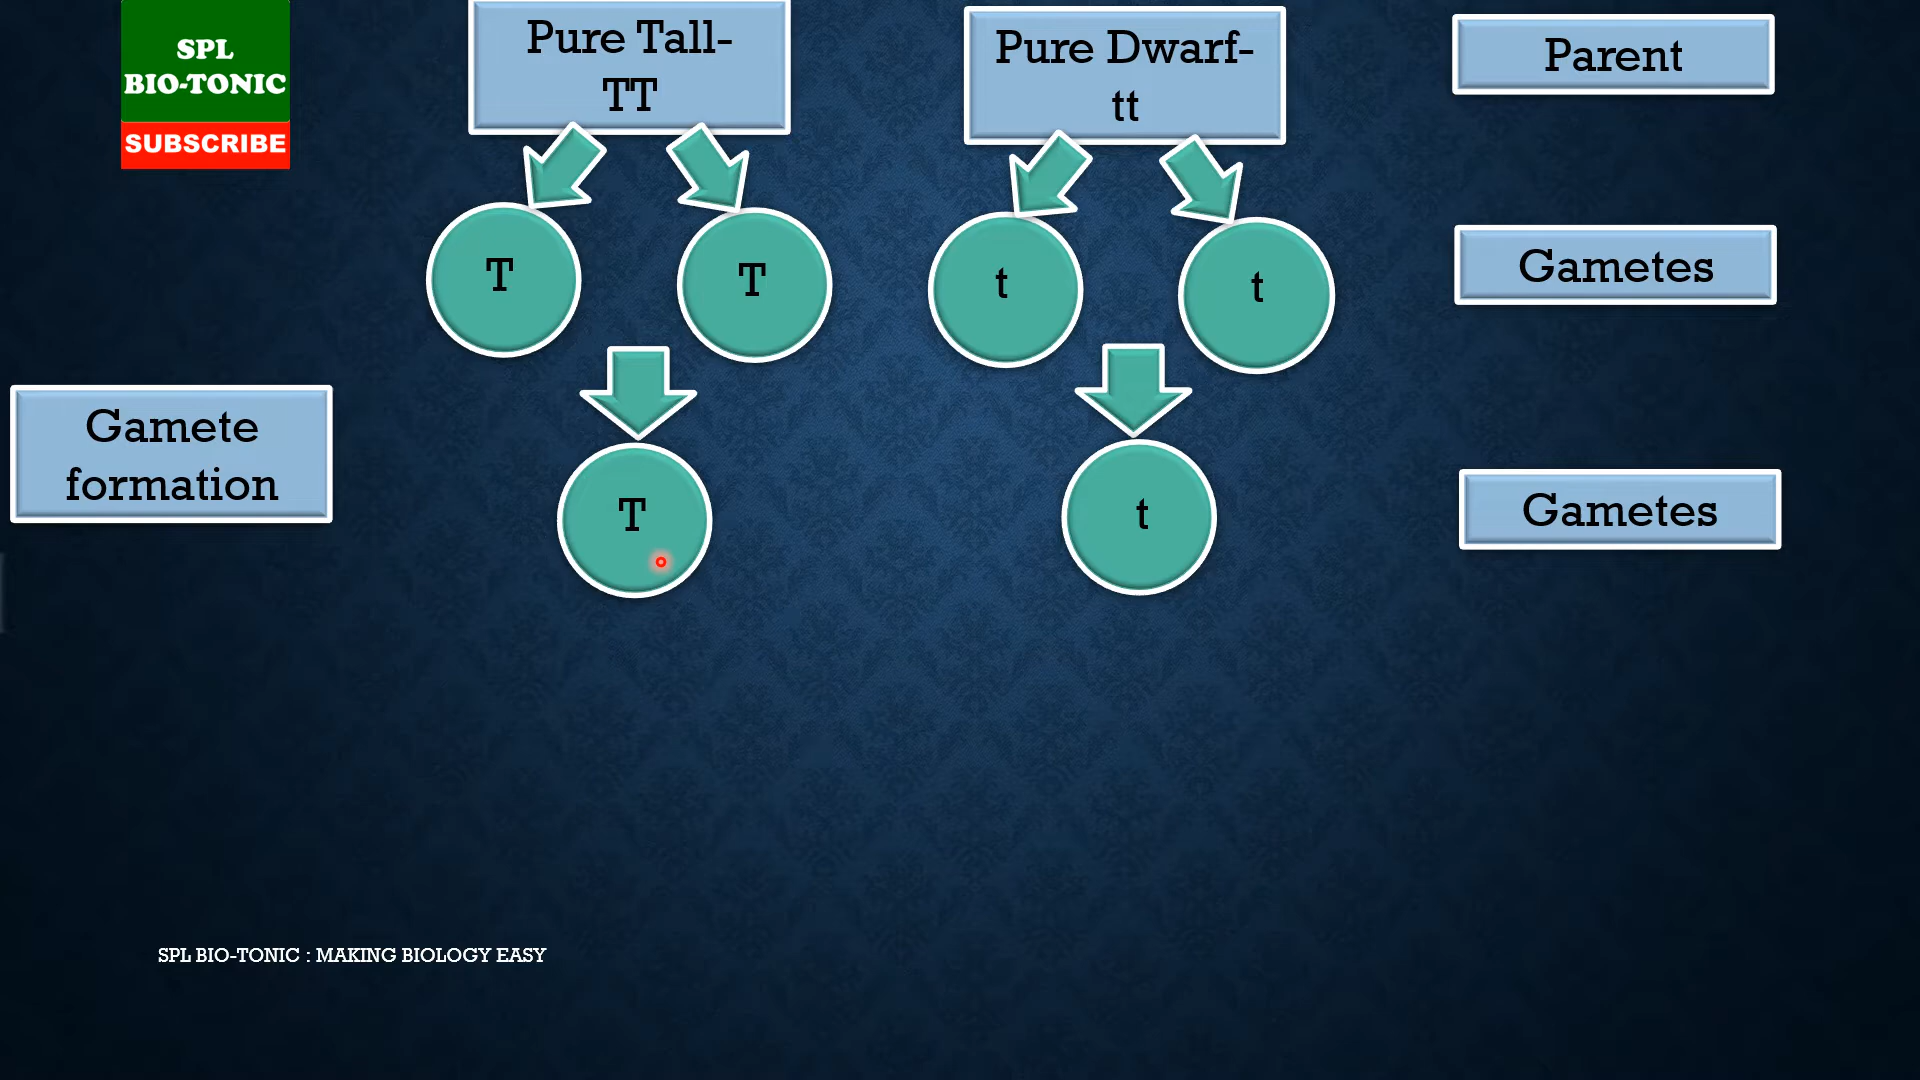 SPL
BIO-TONIC
SUBSCRIBE
Pure Tall-
TT
Pure Dwarf-
tt
Parent
T
T
t
t
Gametes
Gamete
formation
T
t
Gametes
SPL BIO-TONIC : MAKING BIOLOGY EASY